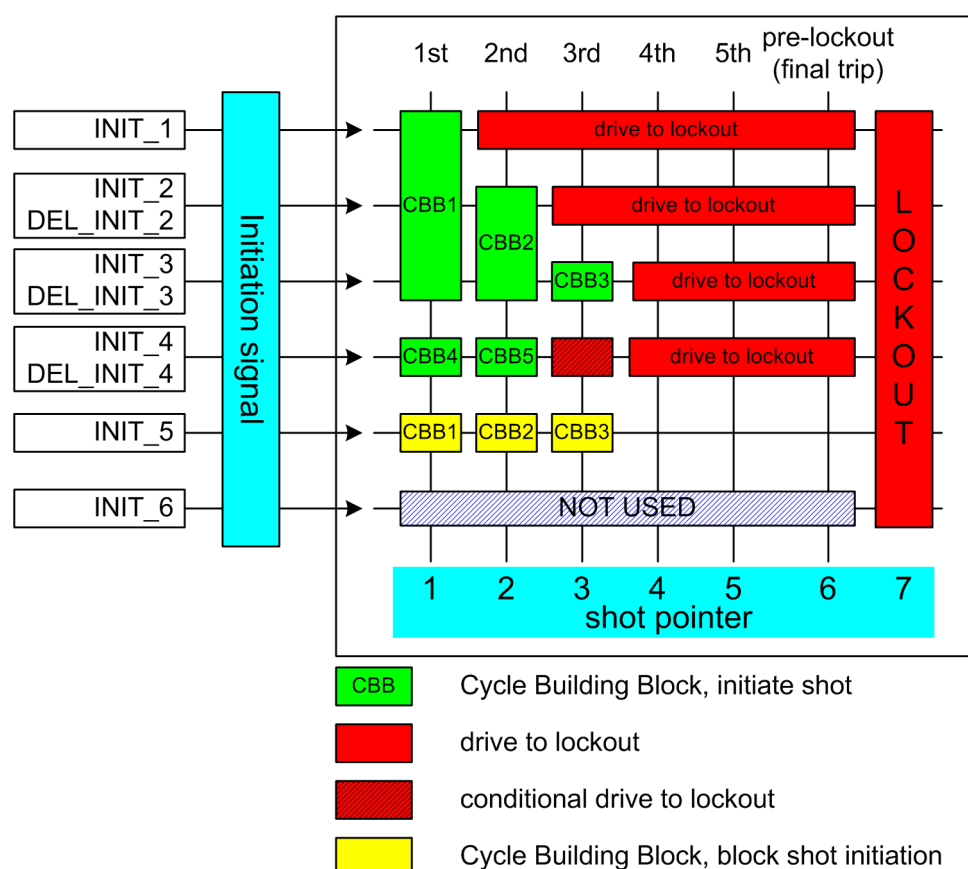 pre-lockout
1st 2nd 3rd 4th 5th (final trip)
INIT_1
drive to lockout
INIT_2
DEL_INIT_2
CBB1
drive to lockout
CBB2
INIT_3
DEL_INIT_3
CBB3
drive to lockout
INIT_4
DEL_INIT_4
CBB4 CBB5
drive to lockout
INIT_5
CBB1 CBB2 CBB3
INIT_6
NOT USED
Initiation signal
LOCKOUT
1 2 3 4 5 6 7
shot pointer
CBB Cycle Building Block, initiate shot
drive to lockout
conditional drive to lockout
Cycle Building Block, block shot initiation